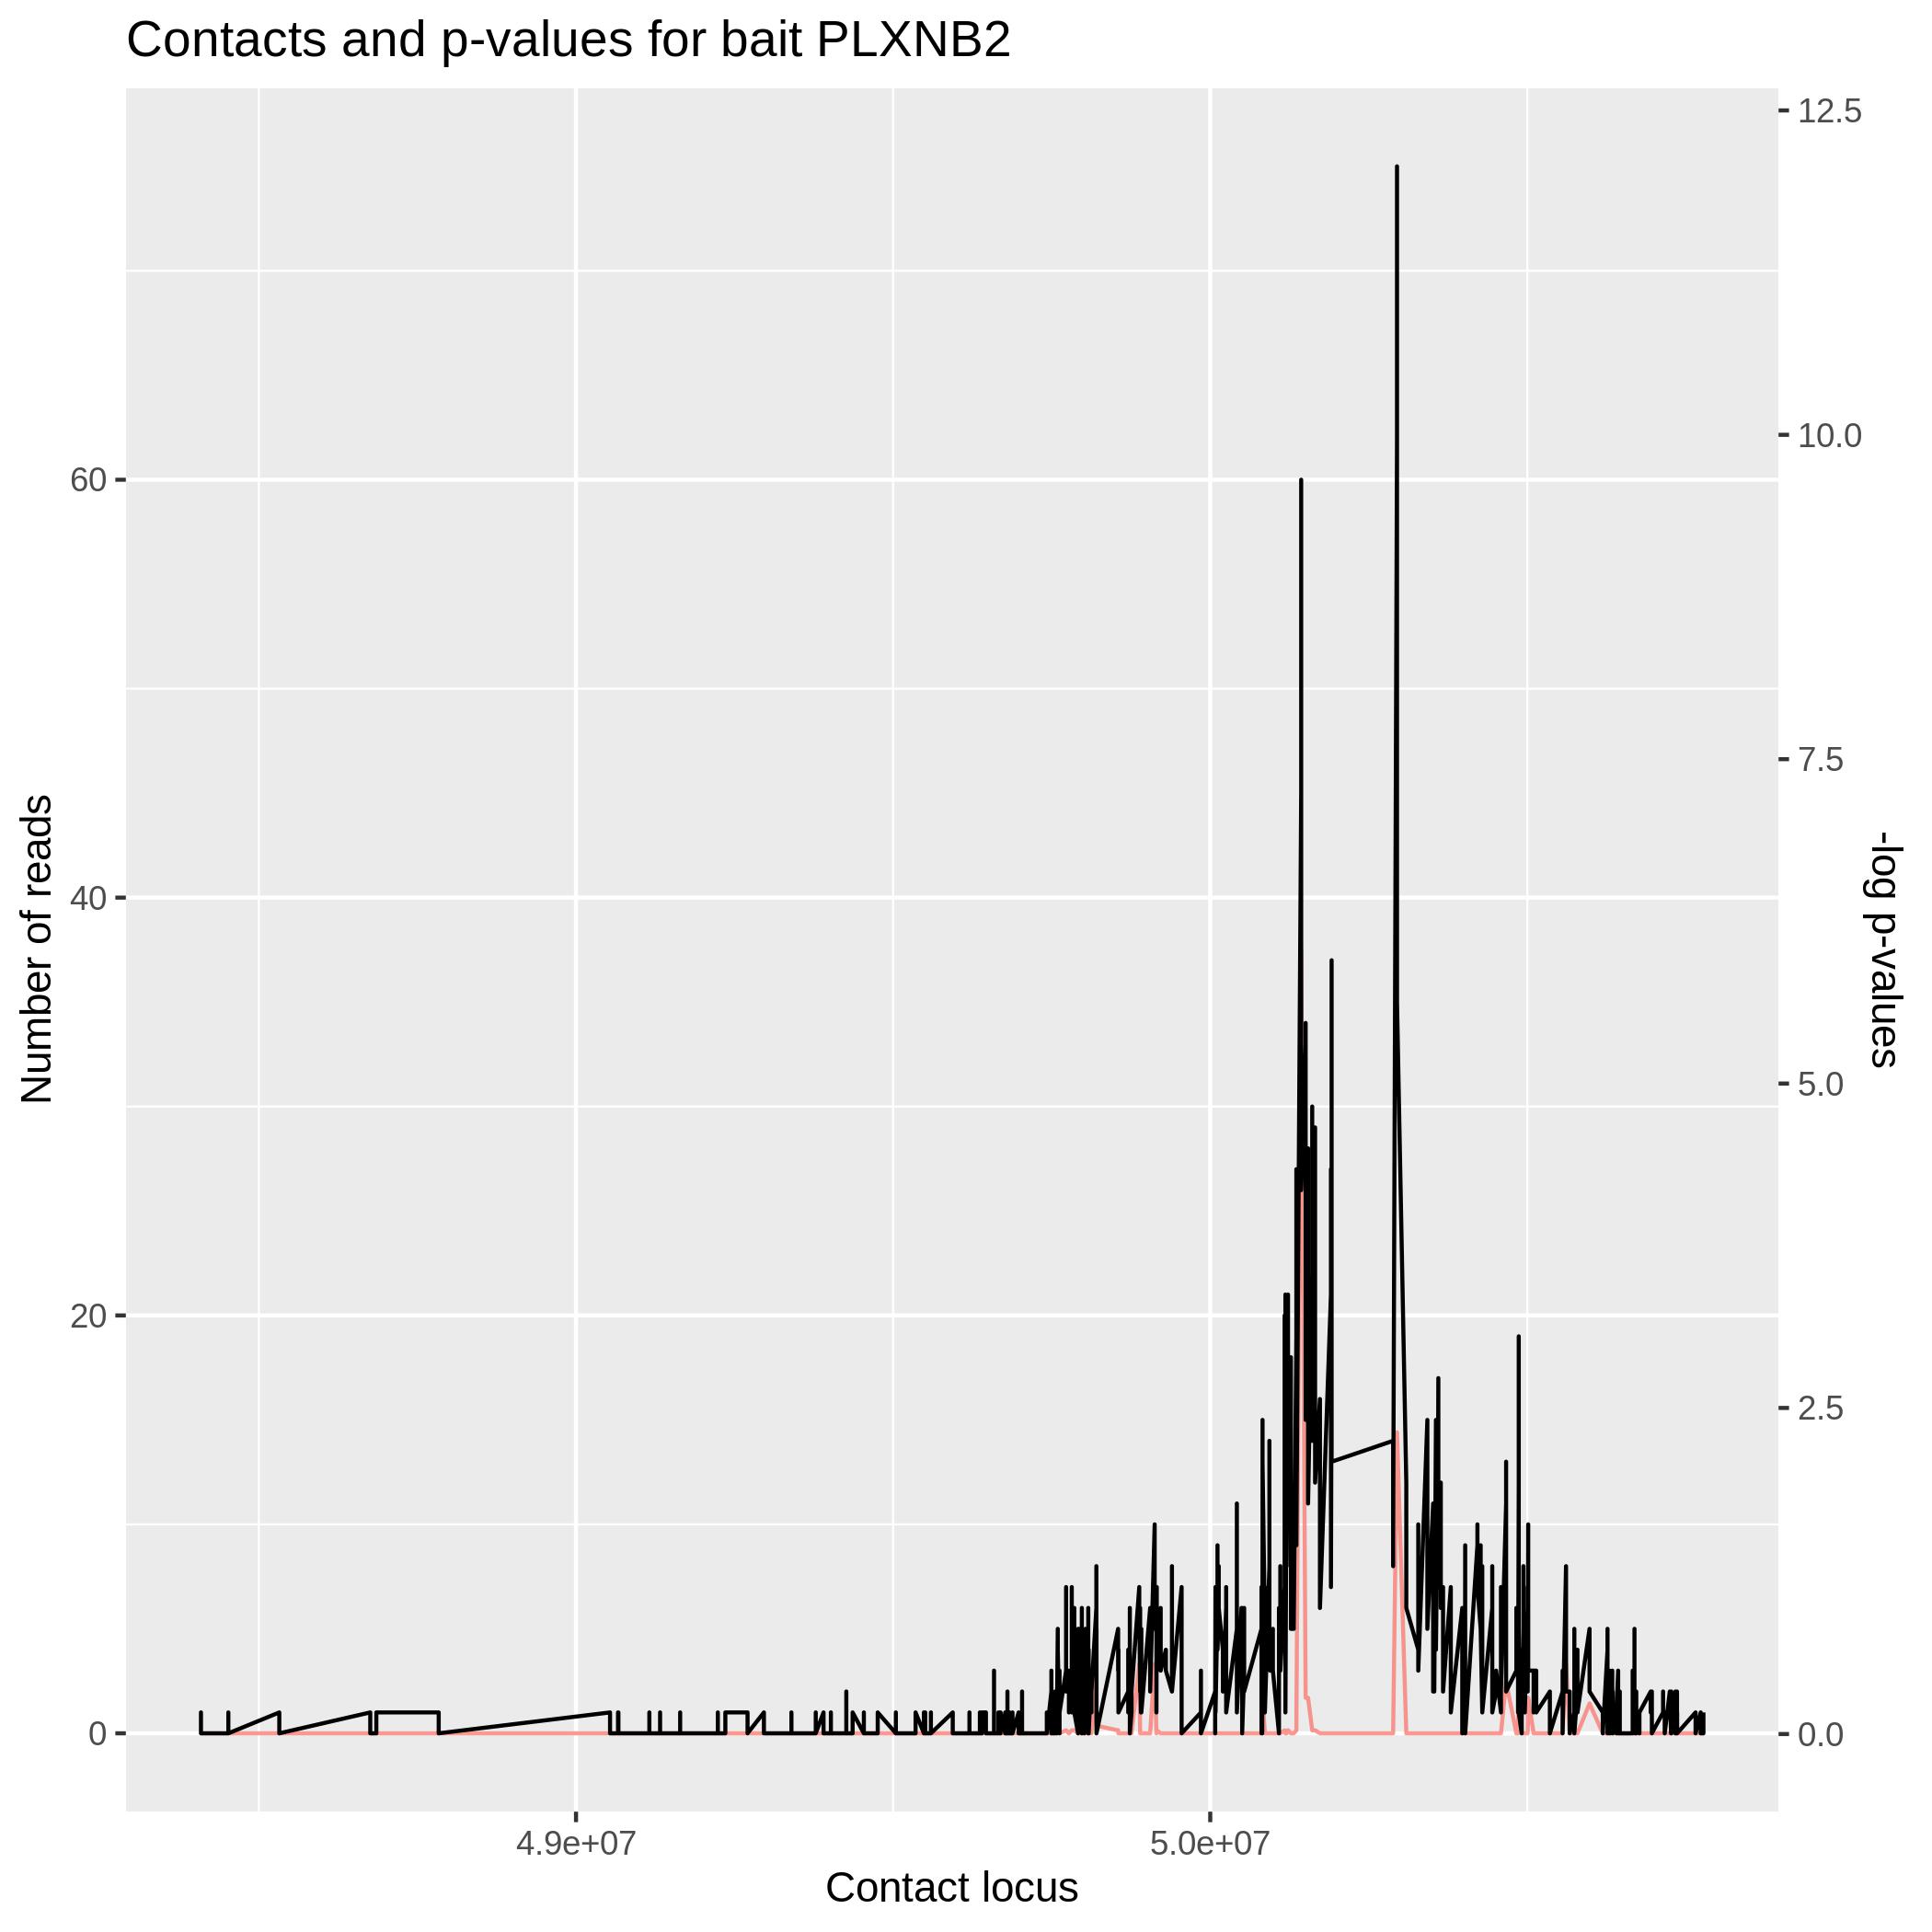 Contacts and p-values for bait PLXNB2
Number of reads
60
40
20
0
12.5
10.0
7.5
5.0
2.5
0.0
-log p-values
4.9e+07
5.0e+07
Contact locus